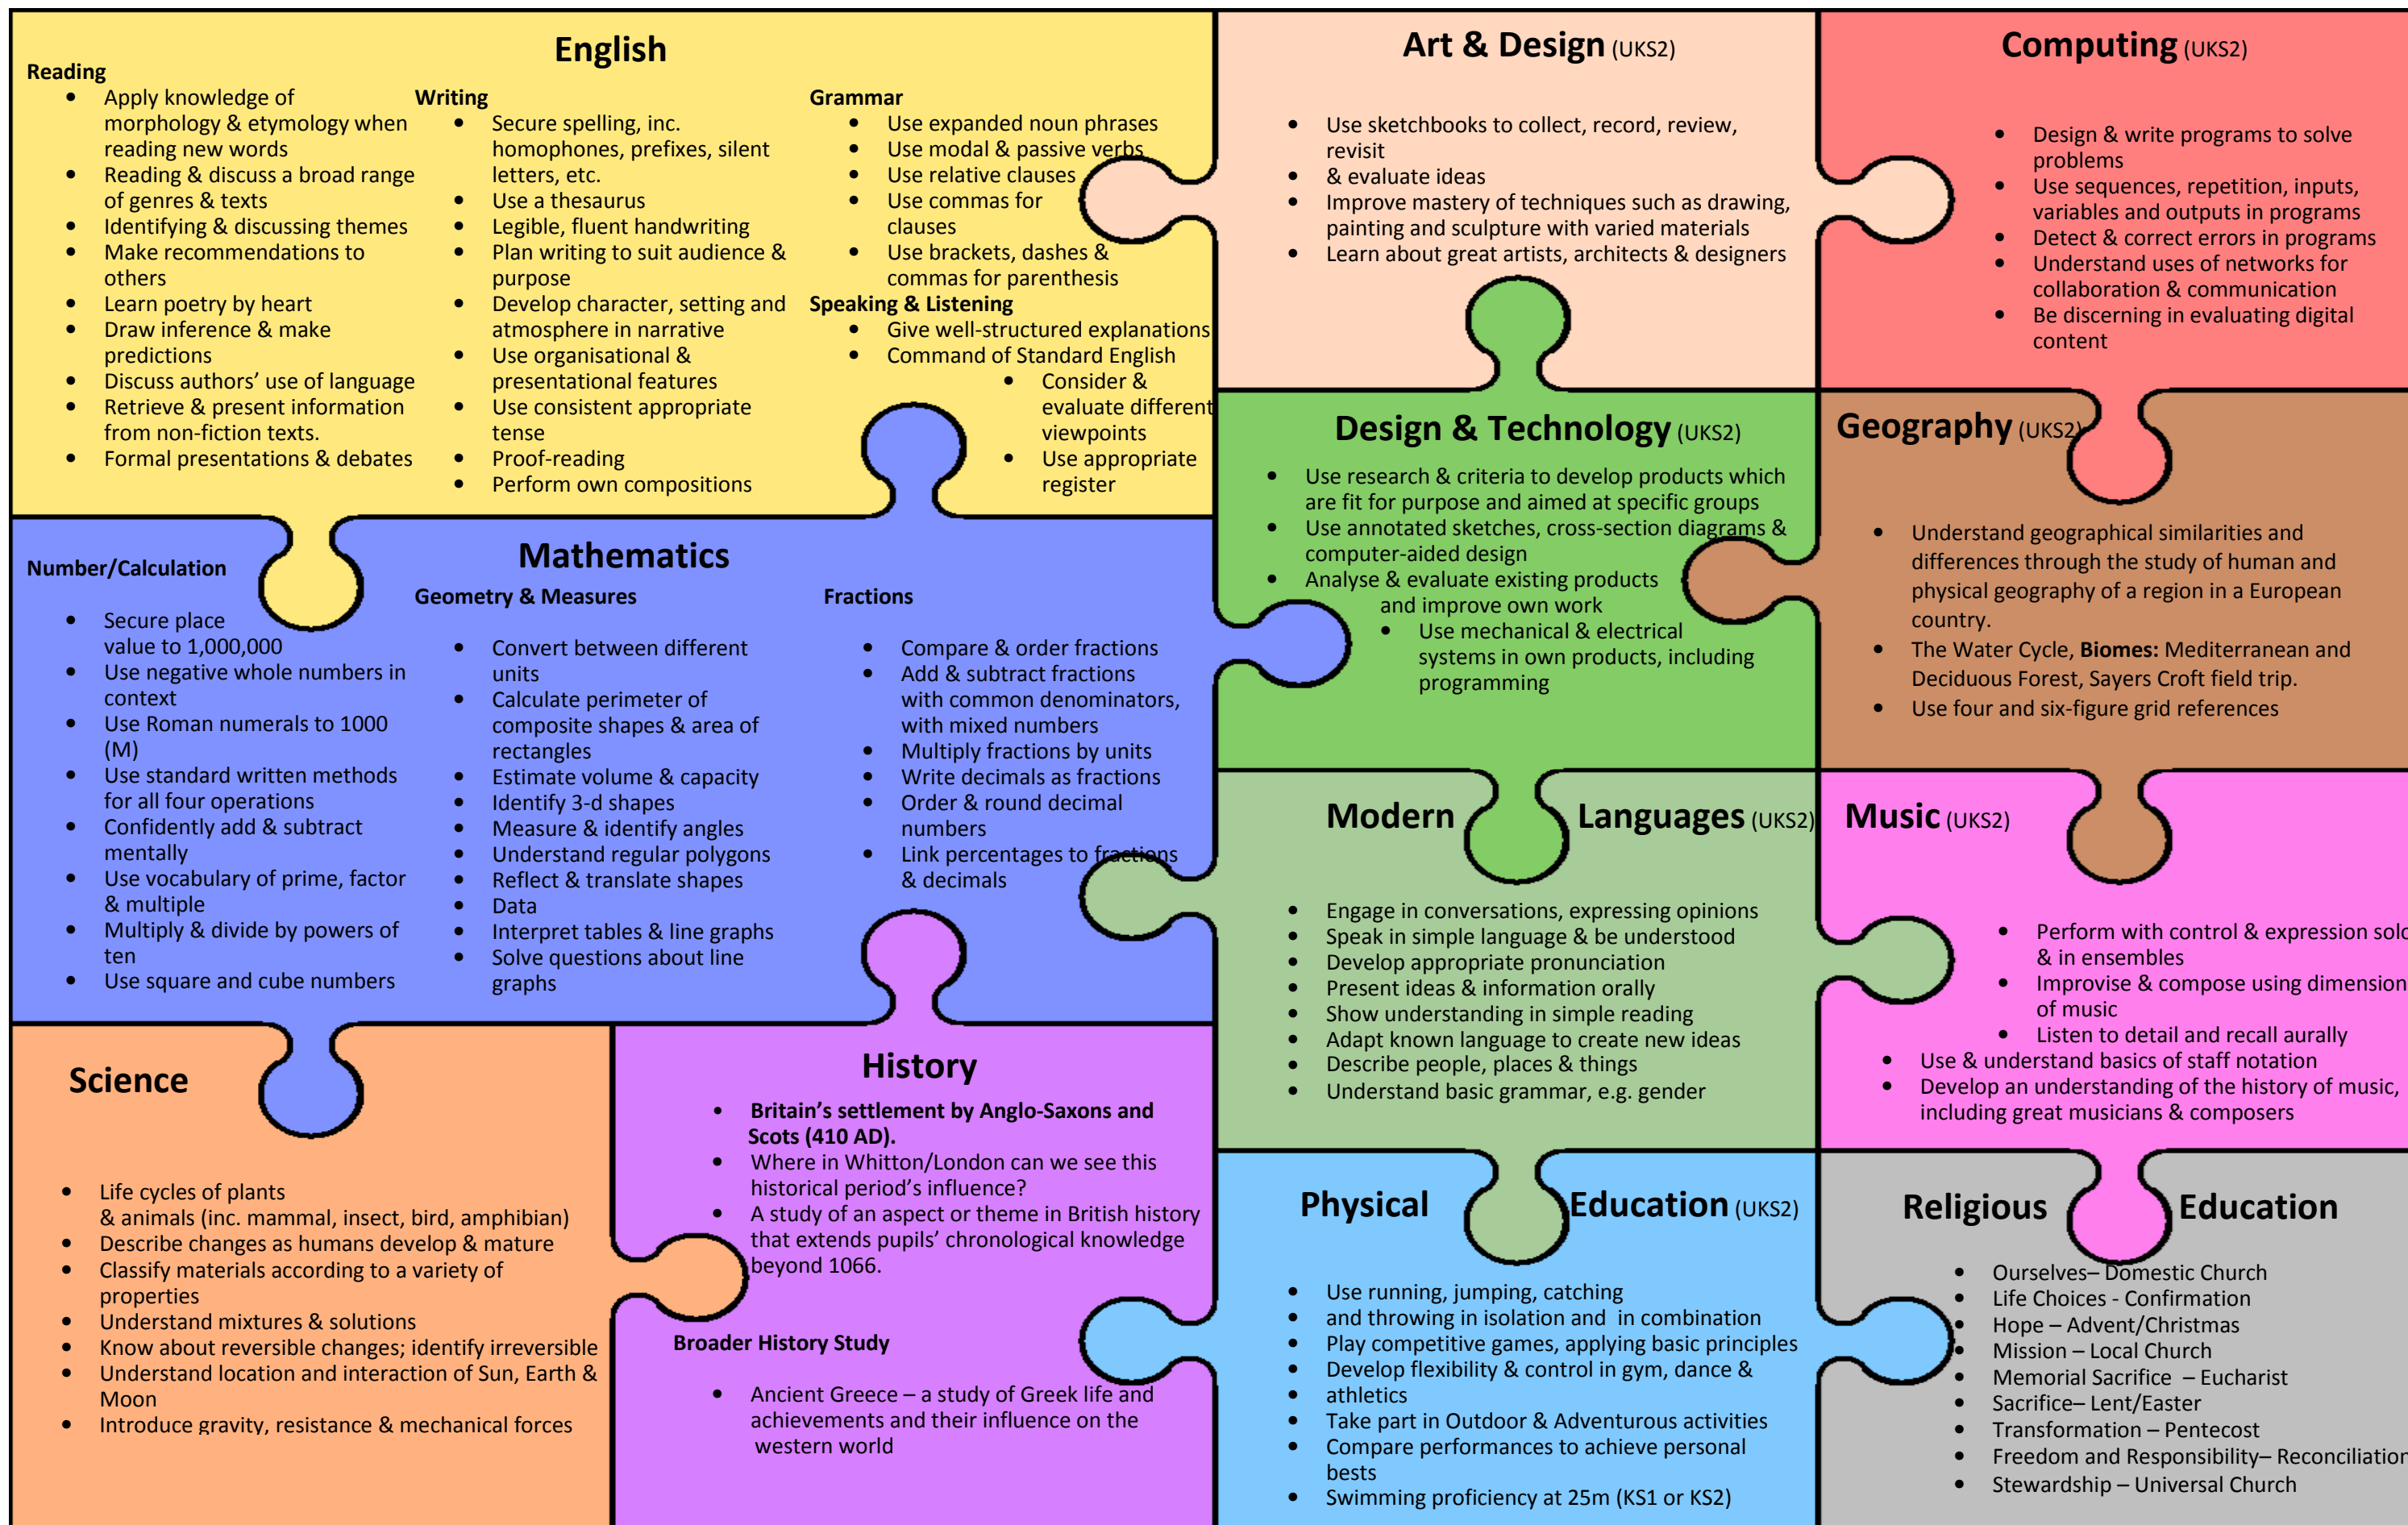 English
Reading
• Apply knowledge of
morphology & etymology when
reading new words
• Reading & discuss a broad range
of genres & texts
• Identifying & discussing themes
• Make recommendations to
others
• Learn poetry by heart
• Draw inference & make
predictions
• Discuss authors’ use of language
• Retrieve & present information
from non-fiction texts.
• Formal presentations & debates
Writing
• Secure spelling, inc.
homophones, prefixes, silent
letters, etc.
• Use a thesaurus
• Legible, fluent handwriting
• Plan writing to suit audience &
purpose
• Develop character, setting and
atmosphere in narrative
• Use organisational &
presentational features
• Use consistent appropriate
tense
• Proof-reading
• Perform own compositions
Grammar
• Use expanded noun phrases
• Use modal & passive verbs
• Use relative clauses
• Use commas for
clauses
• Use brackets, dashes &
commas for parenthesis
Speaking & Listening
• Give well-structured explanations
• Command of Standard English
• Consider &
evaluate different
viewpoints
• Use appropriate
register
Art & Design (UKS2)
• Use sketchbooks to collect, record, review,
revisit
• & evaluate ideas
• Improve mastery of techniques such as drawing,
painting and sculpture with varied materials
• Learn about great artists, architects & designers
Computing (UKS2)
• Design & write programs to solve
problems
• Use sequences, repetition, inputs,
variables and outputs in programs
• Detect & correct errors in programs
• Understand uses of networks for
collaboration & communication
• Be discerning in evaluating digital
content
Design & Technology (UKS2)
• Use research & criteria to develop products which
are fit for purpose and aimed at specific groups
• Use annotated sketches, cross-section diagrams &
computer-aided design
• Analyse & evaluate existing products
and improve own work
• Use mechanical & electrical
systems in own products, including
programming
Geography (UKS2)
• Understand geographical similarities and
differences through the study of human and
physical geography of a region in a European
country.
• The Water Cycle, Biomes: Mediterranean and
Deciduous Forest, Sayers Croft field trip.
• Use four and six-figure grid references
Mathematics
Number/Calculation
• Secure place
value to 1,000,000
• Use negative whole numbers in
context
• Use Roman numerals to 1000
(M)
• Use standard written methods
for all four operations
• Confidently add & subtract
mentally
• Use vocabulary of prime, factor
& multiple
• Multiply & divide by powers of
ten
• Use square and cube numbers
Geometry & Measures
• Convert between different
units
• Calculate perimeter of
composite shapes & area of
rectangles
• Estimate volume & capacity
• Identify 3-d shapes
• Measure & identify angles
• Understand regular polygons
• Reflect & translate shapes
• Data
• Interpret tables & line graphs
• Solve questions about line
graphs
Fractions
• Compare & order fractions
• Add & subtract fractions
with common denominators,
with mixed numbers
• Multiply fractions by units
• Write decimals as fractions
• Order & round decimal
numbers
• Link percentages to fractions
& decimals
Modern Languages (UKS2)
• Engage in conversations, expressing opinions
• Speak in simple language & be understood
• Develop appropriate pronunciation
• Present ideas & information orally
• Show understanding in simple reading
• Adapt known language to create new ideas
• Describe people, places & things
• Understand basic grammar, e.g. gender
Music (UKS2)
• Perform with control & expression solo
& in ensembles
• Improvise & compose using dimension
of music
• Listen to detail and recall aurally
• Use & understand basics of staff notation
• Develop an understanding of the history of music,
including great musicians & composers
Science
• Life cycles of plants
& animals (inc. mammal, insect, bird, amphibian)
• Describe changes as humans develop & mature
• Classify materials according to a variety of
properties
• Understand mixtures & solutions
• Know about reversible changes; identify irreversible
• Understand location and interaction of Sun, Earth &
Moon
• Introduce gravity, resistance & mechanical forces
History
• Britain’s settlement by Anglo-Saxons and
Scots (410 AD).
• Where in Whitton/London can we see this
historical period’s influence?
• A study of an aspect or theme in British history
that extends pupils’ chronological knowledge
beyond 1066.
Broader History Study
• Ancient Greece – a study of Greek life and
achievements and their influence on the
western world
Physical Education (UKS2)
• Use running, jumping, catching
• and throwing in isolation and in combination
• Play competitive games, applying basic principles
• Develop flexibility & control in gym, dance &
• athletics
• Take part in Outdoor & Adventurous activities
• Compare performances to achieve personal
bests
• Swimming proficiency at 25m (KS1 or KS2)
Religious Education
• Ourselves– Domestic Church
• Life Choices - Confirmation
• Hope – Advent/Christmas
• Mission – Local Church
• Memorial Sacrifice – Eucharist
• Sacrifice– Lent/Easter
• Transformation – Pentecost
• Freedom and Responsibility– Reconciliation
• Stewardship – Universal Church